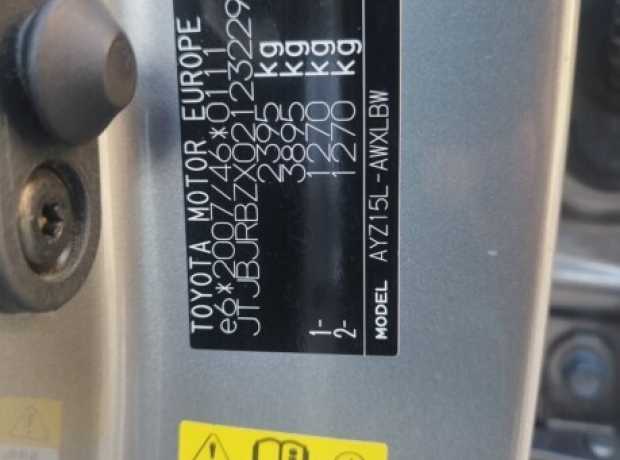 TOYOTA MOTOR EUROPE
e6*2007/46*0111
JTJBJRBZX02123229
2395 kg
3895 kg
1- 1270 kg
2- 1270 kg
MODEL AYZ15L-AWXLBW